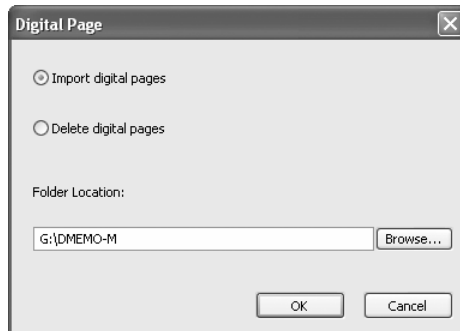 Digital Page
Import digital pages
Delete digital pages
Folder Location:
G:\DMEMO-M
Browse...
OK
Cancel